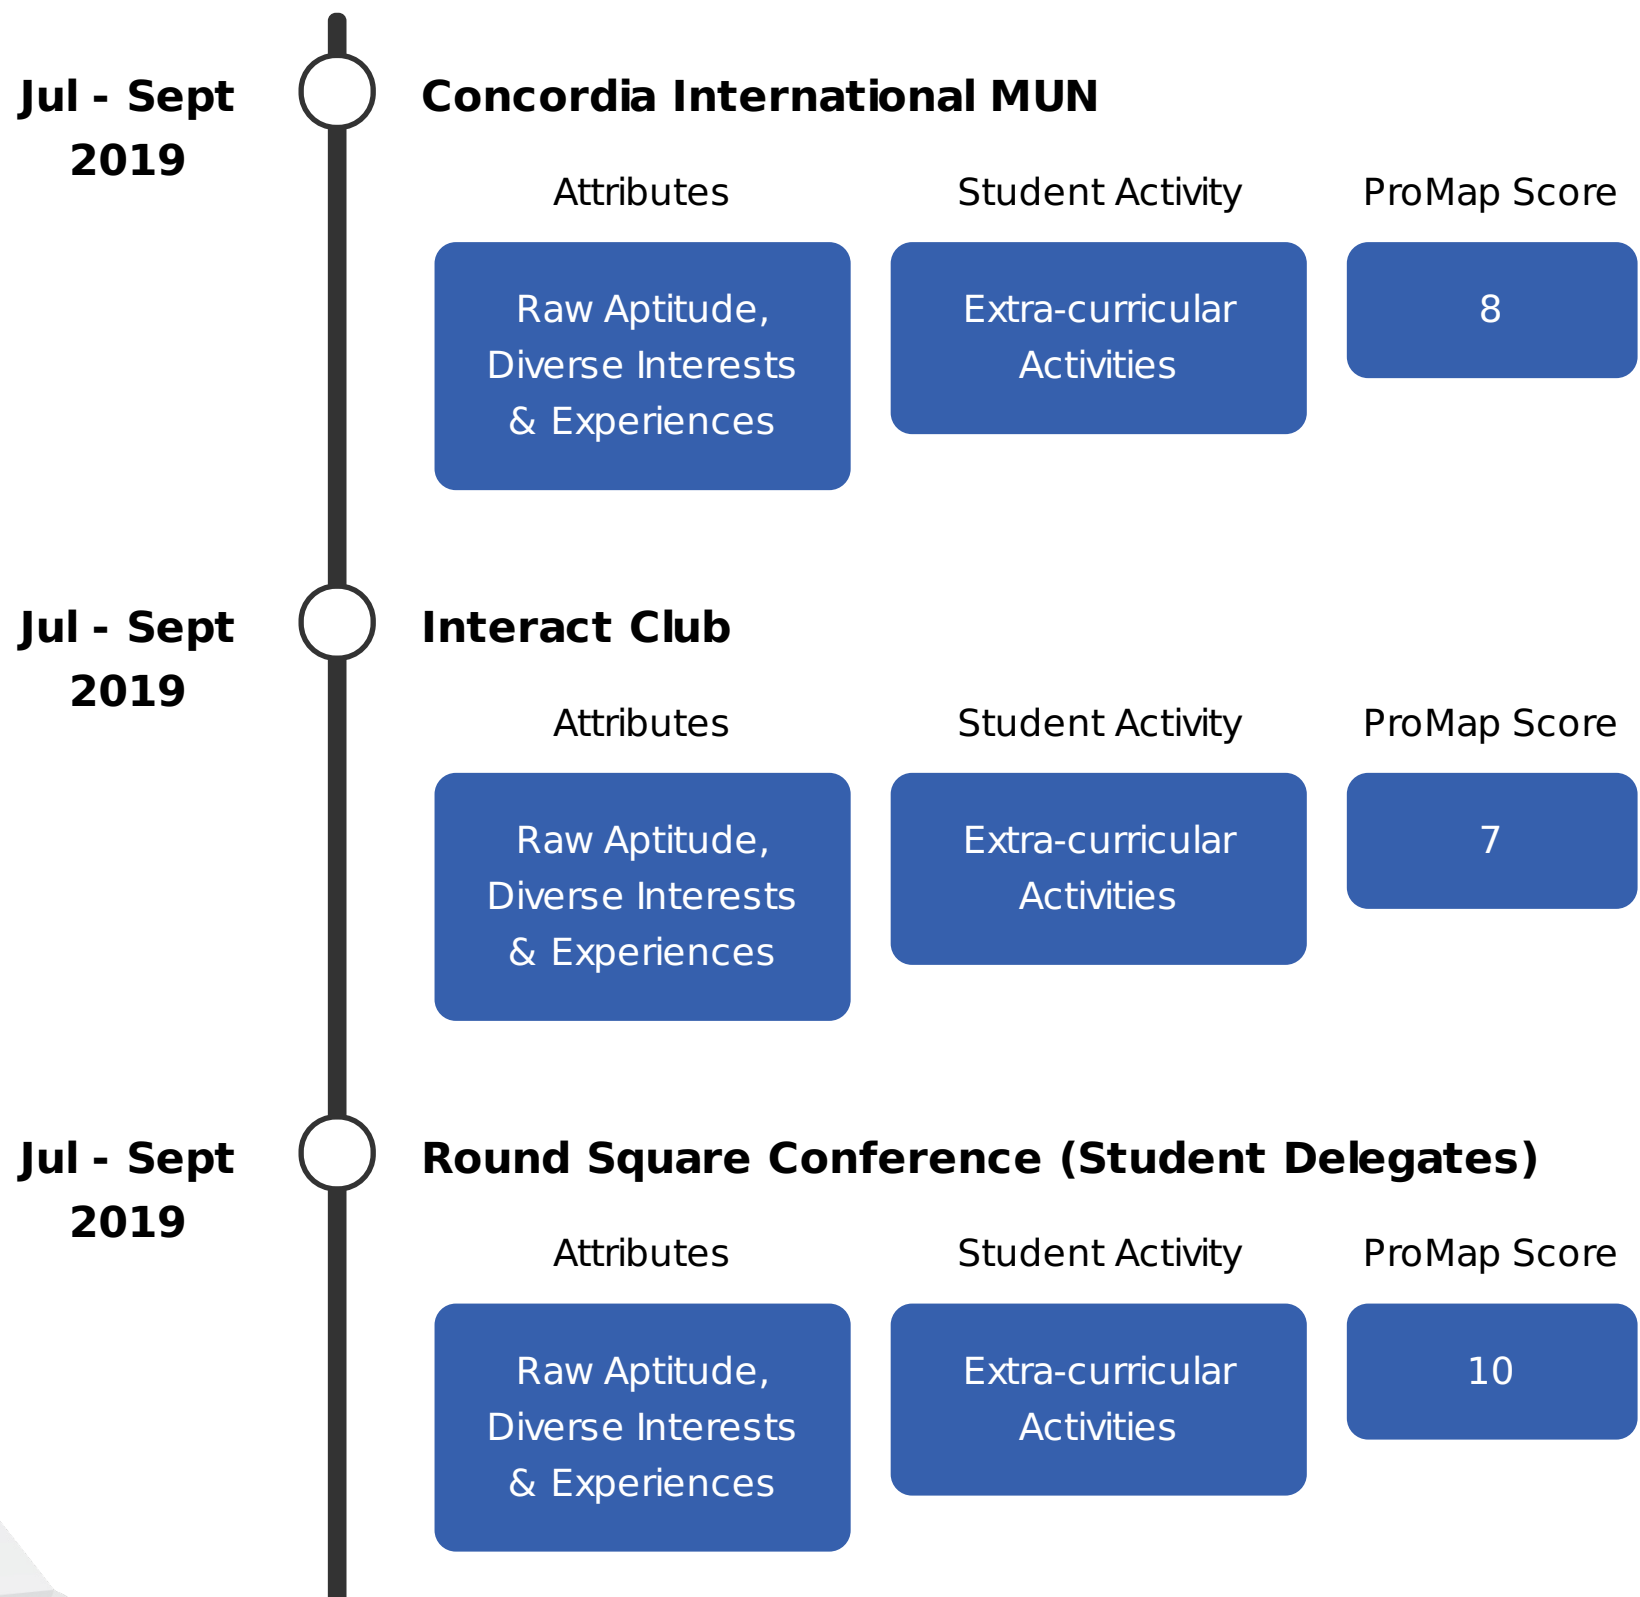 Jul - Sept
2019
Concordia International MUN
Attributes
Student Activity
ProMap Score
Raw Aptitude,
Diverse Interests
& Experiences
Extra-curricular
Activities
8
Jul - Sept
2019
Interact Club
Attributes
Student Activity
ProMap Score
Raw Aptitude,
Diverse Interests
& Experiences
Extra-curricular
Activities
7
Jul - Sept
2019
Round Square Conference (Student Delegates)
Attributes
Student Activity
ProMap Score
Raw Aptitude,
Diverse Interests
& Experiences
Extra-curricular
Activities
10